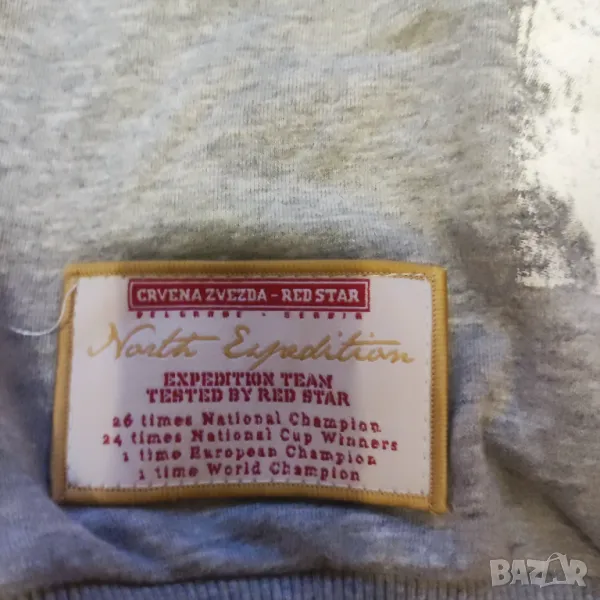 CRVENA ZVEZDA - RED STAR
BELGRADE - SERBIA
North Expedition
EXPEDITION TEAM
TESTED BY RED STAR
26 times National Champion
24 times National Cup Winners
1 time European Champion
1 time World Champion
BAZAR